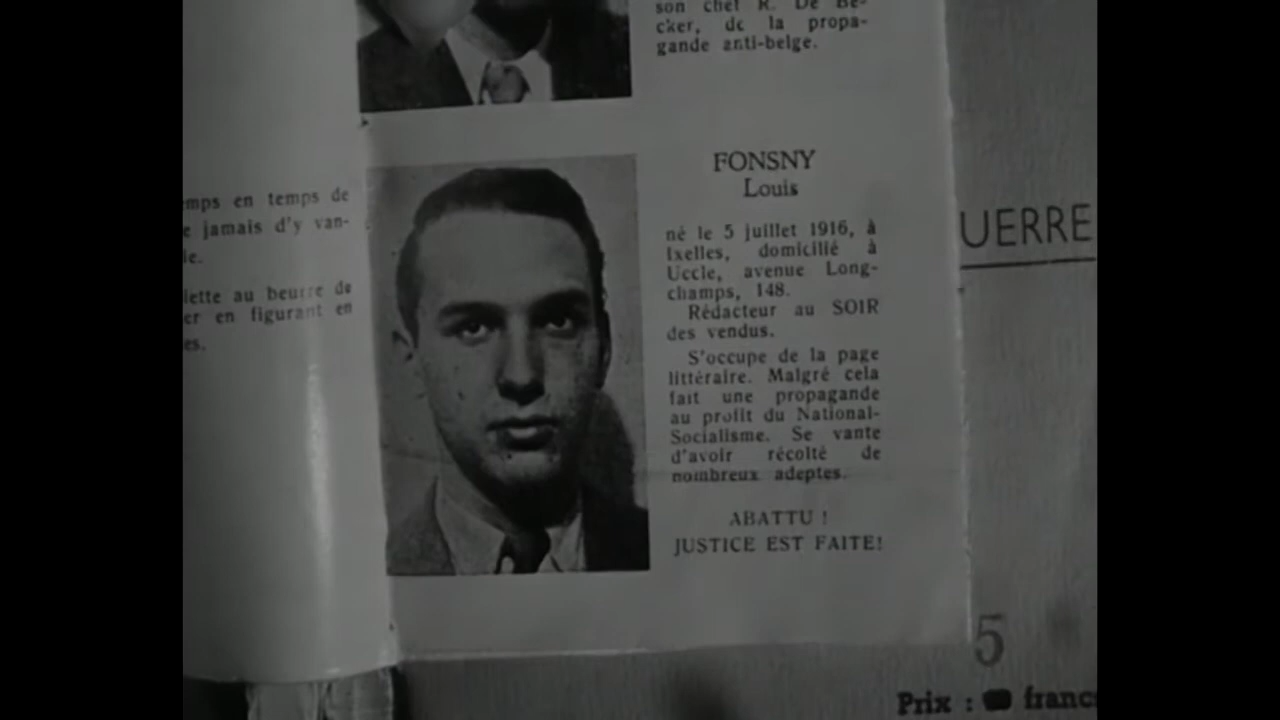 son chef R. De Be-
cker, de la propa-
gande anti-belge.
emps en temps de
e jamais d'y van-
ie.
lette au beurre de
er en figurant en
es.
FONSNY
Louis
né le 5 juillet 1916, à
Ixelles, domicilié à
Uccle, avenue Long-
champs, 148.
Rédacteur au SOIR
des vendus.
S'occupe de la page
littéraire. Malgré cela
fait une propagande
au profit du National-
Socialisme. Se vante
d'avoir récolté de
nombreux adeptes.
ABATTU !
JUSTICE EST FAITE!
UERRE
5
Prix : francs